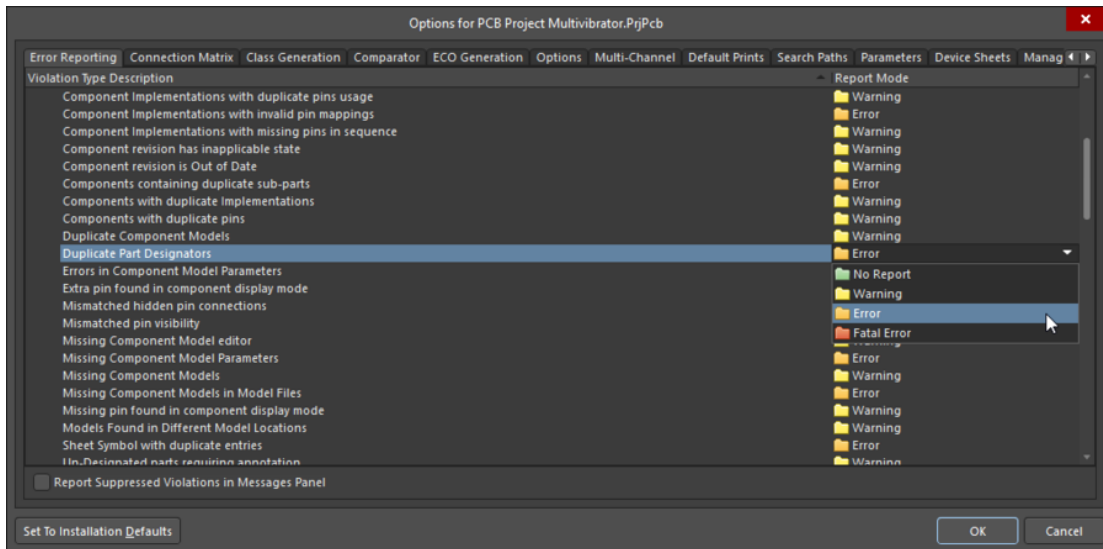 Options for PCB Project Multivibrator.PrjPcb
Error Reporting Connection Matrix Class Generation Comparator ECO Generation Options Multi-Channel Default Prints Search Paths Parameters Device Sheets Manag
Violation Type Description Report Mode
Component Implementations with duplicate pins usage Warning
Component Implementations with invalid pin mappings Error
Component Implementations with missing pins in sequence Warning
Component revision has inapplicable state Warning
Component revision is Out of Date Warning
Components containing duplicate sub-parts Error
Components with duplicate Implementations Warning
Components with duplicate pins Warning
Duplicate Component Models Warning
Duplicate Part Designators Error
Errors in Component Model Parameters
No Report
Extra pin found in component display mode
Warning
Mismatched hidden pin connections
Error
Mismatched pin visibility
Fatal Error
Missing Component Model editor
Missing Component Model Parameters Error
Missing Component Models Warning
Missing Component Models in Model Files Error
Missing pin found in component display mode Warning
Models Found in Different Model Locations Warning
Sheet Symbol with duplicate entries Error
Un-Designated parts requiring annotation Warning
Report Suppressed Violations in Messages Panel
Set To Installation Defaults OK Cancel